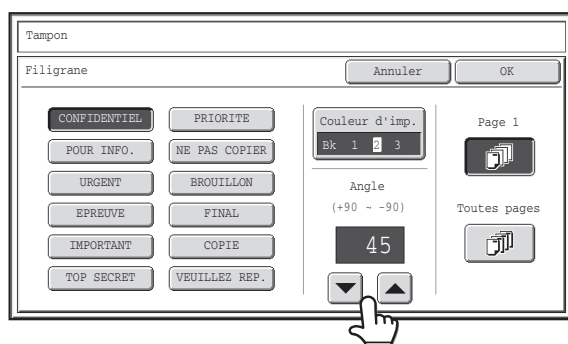 Tampon
Filigrane
Annuler
OK
CONFIDENTIEL
PRIORITE
POUR INFO.
NE PAS COPIER
URGENT
BROUILLON
EPREUVE
FINAL
IMPORTANT
COPIE
TOP SECRET
VEUILLEZ REP.
Couleur d'imp.
Bk 1 2 3
Angle
(+90 ~ -90)
45
Page 1
Toutes pages